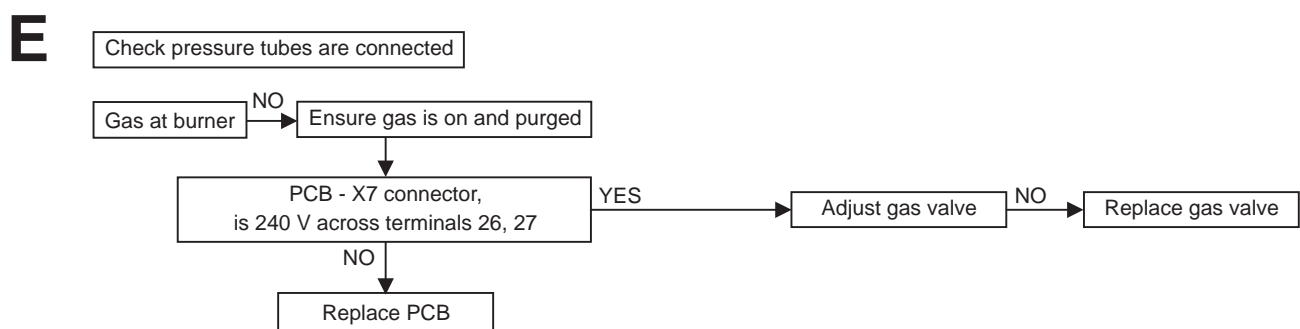 E
Check pressure tubes are connected
Gas at burner
NO
Ensure gas is on and purged
PCB - X7 connector,
is 240 V across terminals 26, 27
YES
Adjust gas valve
NO
Replace gas valve
NO
Replace PCB